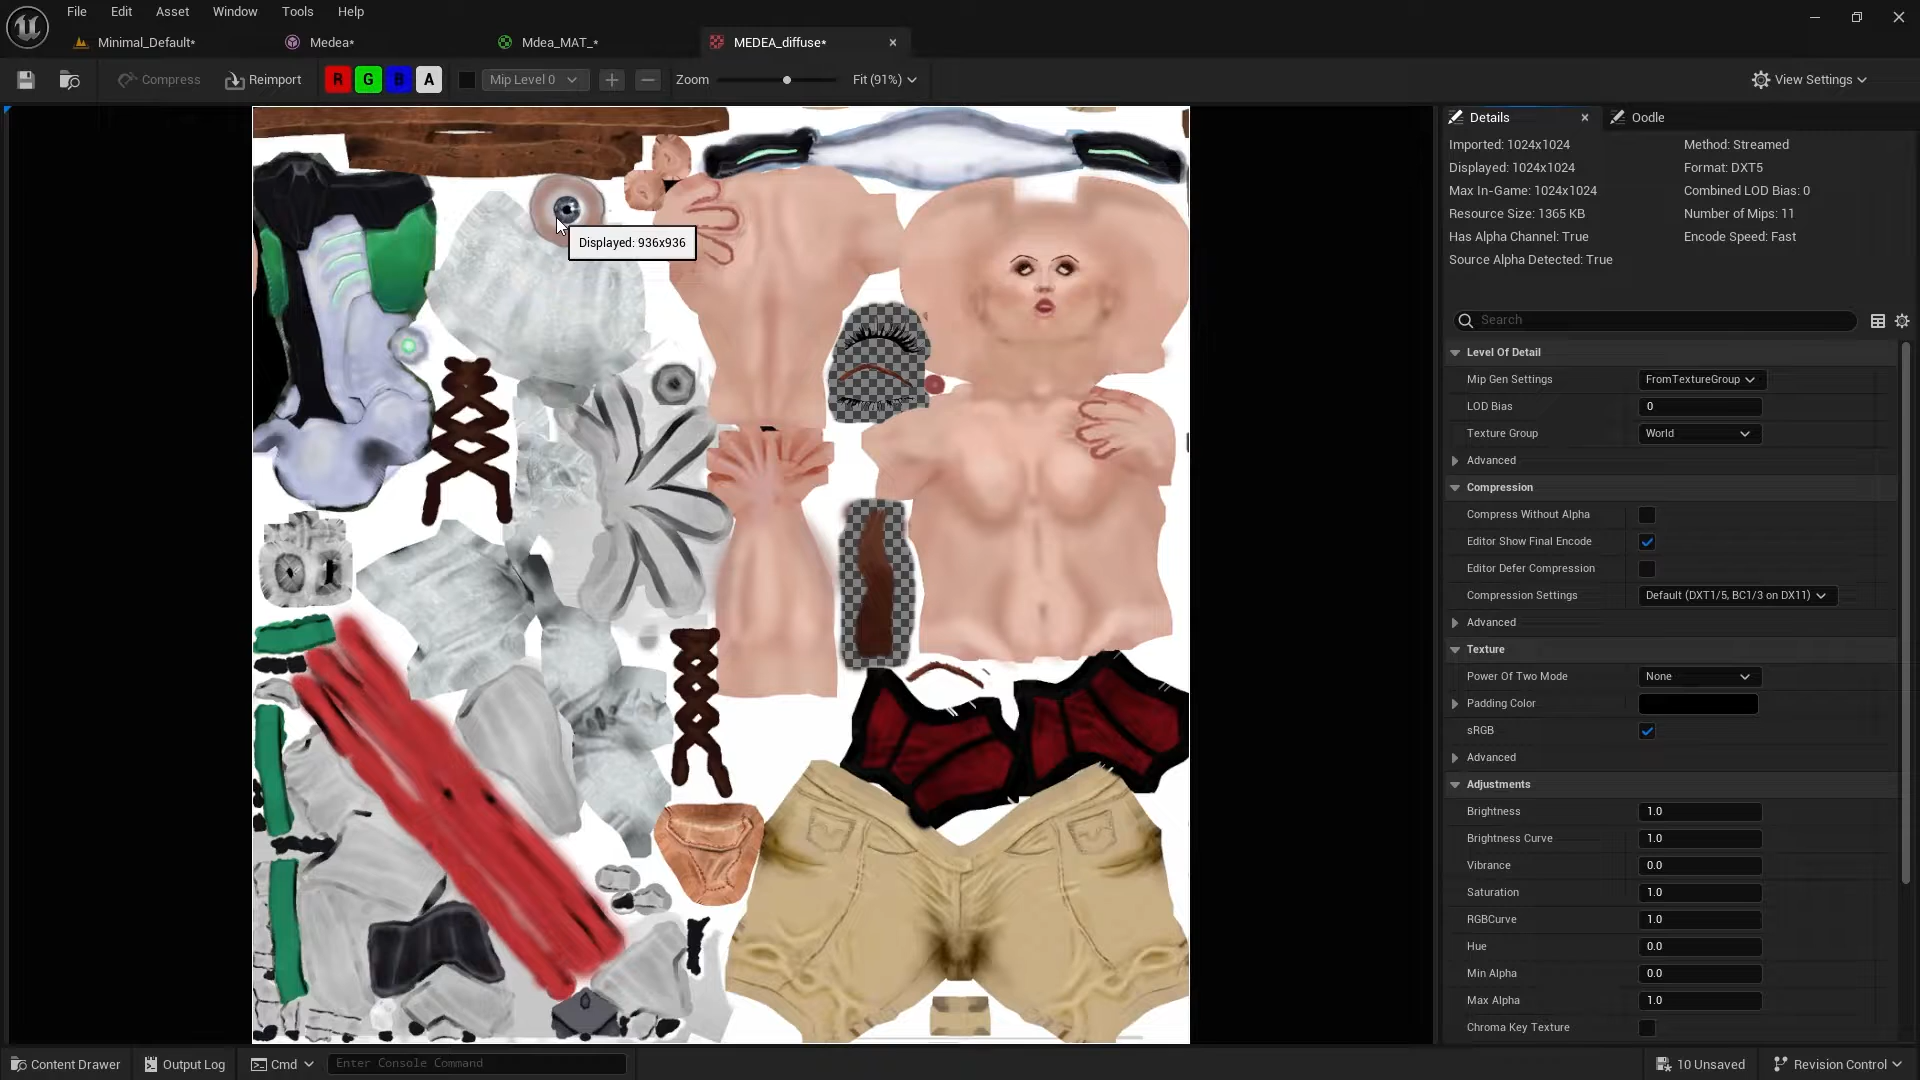 File Edit Asset Window Tools Help
Minimal_Default* Medea* Mdea_MAT_* MEDEA_diffuse*
Compress Reimport R G B A Mip Level 0 Zoom Fit (91%) View Settings
Details Oodle
Imported: 1024x1024 Method: Streamed
Displayed: 1024x1024 Format: DXT5
Max In-Game: 1024x1024 Combined LOD Bias: 0
Resource Size: 1365 KB Number of Mips: 11
Has Alpha Channel: True Encode Speed: Fast
Source Alpha Detected: True
Displayed: 936x936
Search
Level Of Detail
Mip Gen Settings FromTextureGroup
LOD Bias 0
Texture Group World
Advanced
Compression
Compress Without Alpha
Editor Show Final Encode
Editor Defer Compression
Compression Settings Default (DXT1/5, BC1/3 on DX11)
Advanced
Texture
Power Of Two Mode None
Padding Color
sRGB
Advanced
Adjustments
Brightness 1.0
Brightness Curve 1.0
Vibrance 0.0
Saturation 1.0
RGBCurve 1.0
Hue 0.0
Min Alpha 0.0
Max Alpha 1.0
Chroma Key Texture
Content Drawer Output Log Cmd Enter Console Command 10 Unsaved Revision Control